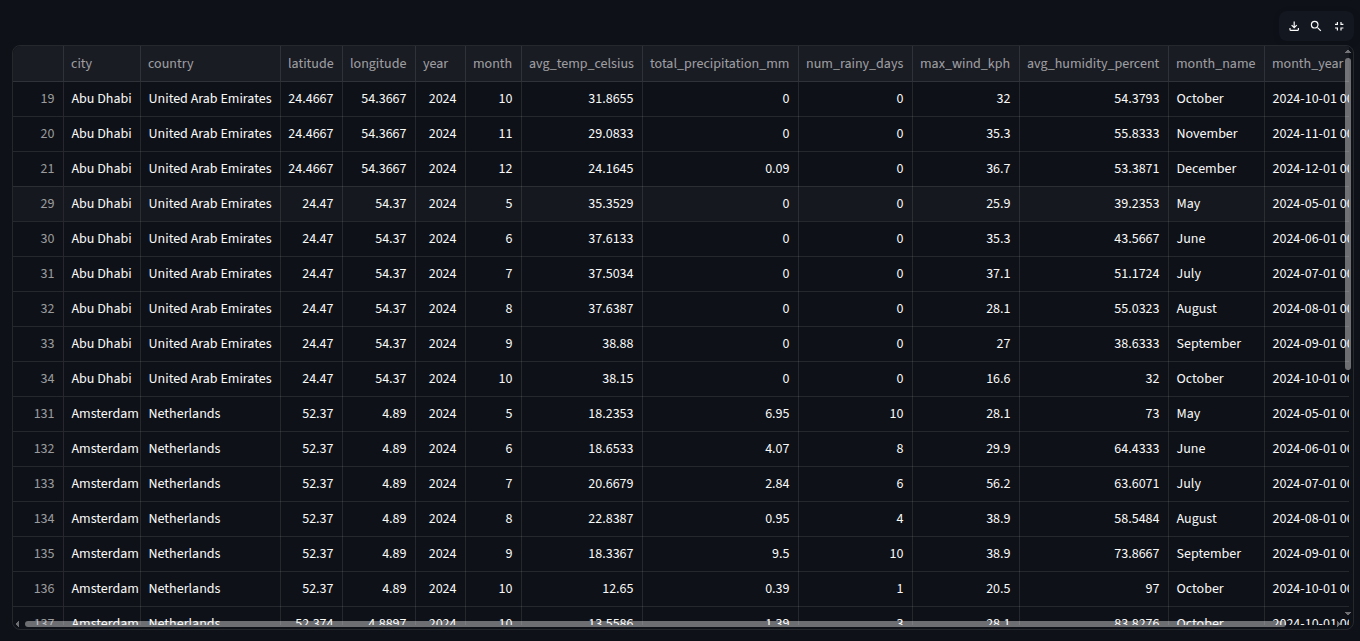 city country latitude longitude year month avg_temp_celsius total_precipitation_mm num_rainy_days max_wind_kph avg_humidity_percent month_name month_year
19 Abu Dhabi United Arab Emirates 24.4667 54.3667 2024 10 31.8655 0 0 32 54.3793 October 2024-10-01 00
20 Abu Dhabi United Arab Emirates 24.4667 54.3667 2024 11 29.0833 0 0 35.3 55.8333 November 2024-11-01 00
21 Abu Dhabi United Arab Emirates 24.4667 54.3667 2024 12 24.1645 0.09 0 36.7 53.3871 December 2024-12-01 00
29 Abu Dhabi United Arab Emirates 24.47 54.37 2024 5 35.3529 0 0 25.9 39.2353 May 2024-05-01 00
30 Abu Dhabi United Arab Emirates 24.47 54.37 2024 6 37.6133 0 0 35.3 43.5667 June 2024-06-01 00
31 Abu Dhabi United Arab Emirates 24.47 54.37 2024 7 37.5034 0 0 37.1 51.1724 July 2024-07-01 00
32 Abu Dhabi United Arab Emirates 24.47 54.37 2024 8 37.6387 0 0 28.1 55.0323 August 2024-08-01 00
33 Abu Dhabi United Arab Emirates 24.47 54.37 2024 9 38.88 0 0 27 38.6333 September 2024-09-01 00
34 Abu Dhabi United Arab Emirates 24.47 54.37 2024 10 38.15 0 0 16.6 32 October 2024-10-01 00
131 Amsterdam Netherlands 52.37 4.89 2024 5 18.2353 6.95 10 28.1 73 May 2024-05-01 00
132 Amsterdam Netherlands 52.37 4.89 2024 6 18.6533 4.07 8 29.9 64.4333 June 2024-06-01 00
133 Amsterdam Netherlands 52.37 4.89 2024 7 20.6679 2.84 6 56.2 63.6071 July 2024-07-01 00
134 Amsterdam Netherlands 52.37 4.89 2024 8 22.8387 0.95 4 38.9 58.5484 August 2024-08-01 00
135 Amsterdam Netherlands 52.37 4.89 2024 9 18.3367 9.5 10 38.9 73.8667 September 2024-09-01 00
136 Amsterdam Netherlands 52.37 4.89 2024 10 12.65 0.39 1 20.5 97 October 2024-10-01 00
137 Amsterdam Netherlands 52.374 4.8897 2024 10 13.5586 1.39 3 28.1 83.8276 October 2024-10-01 00